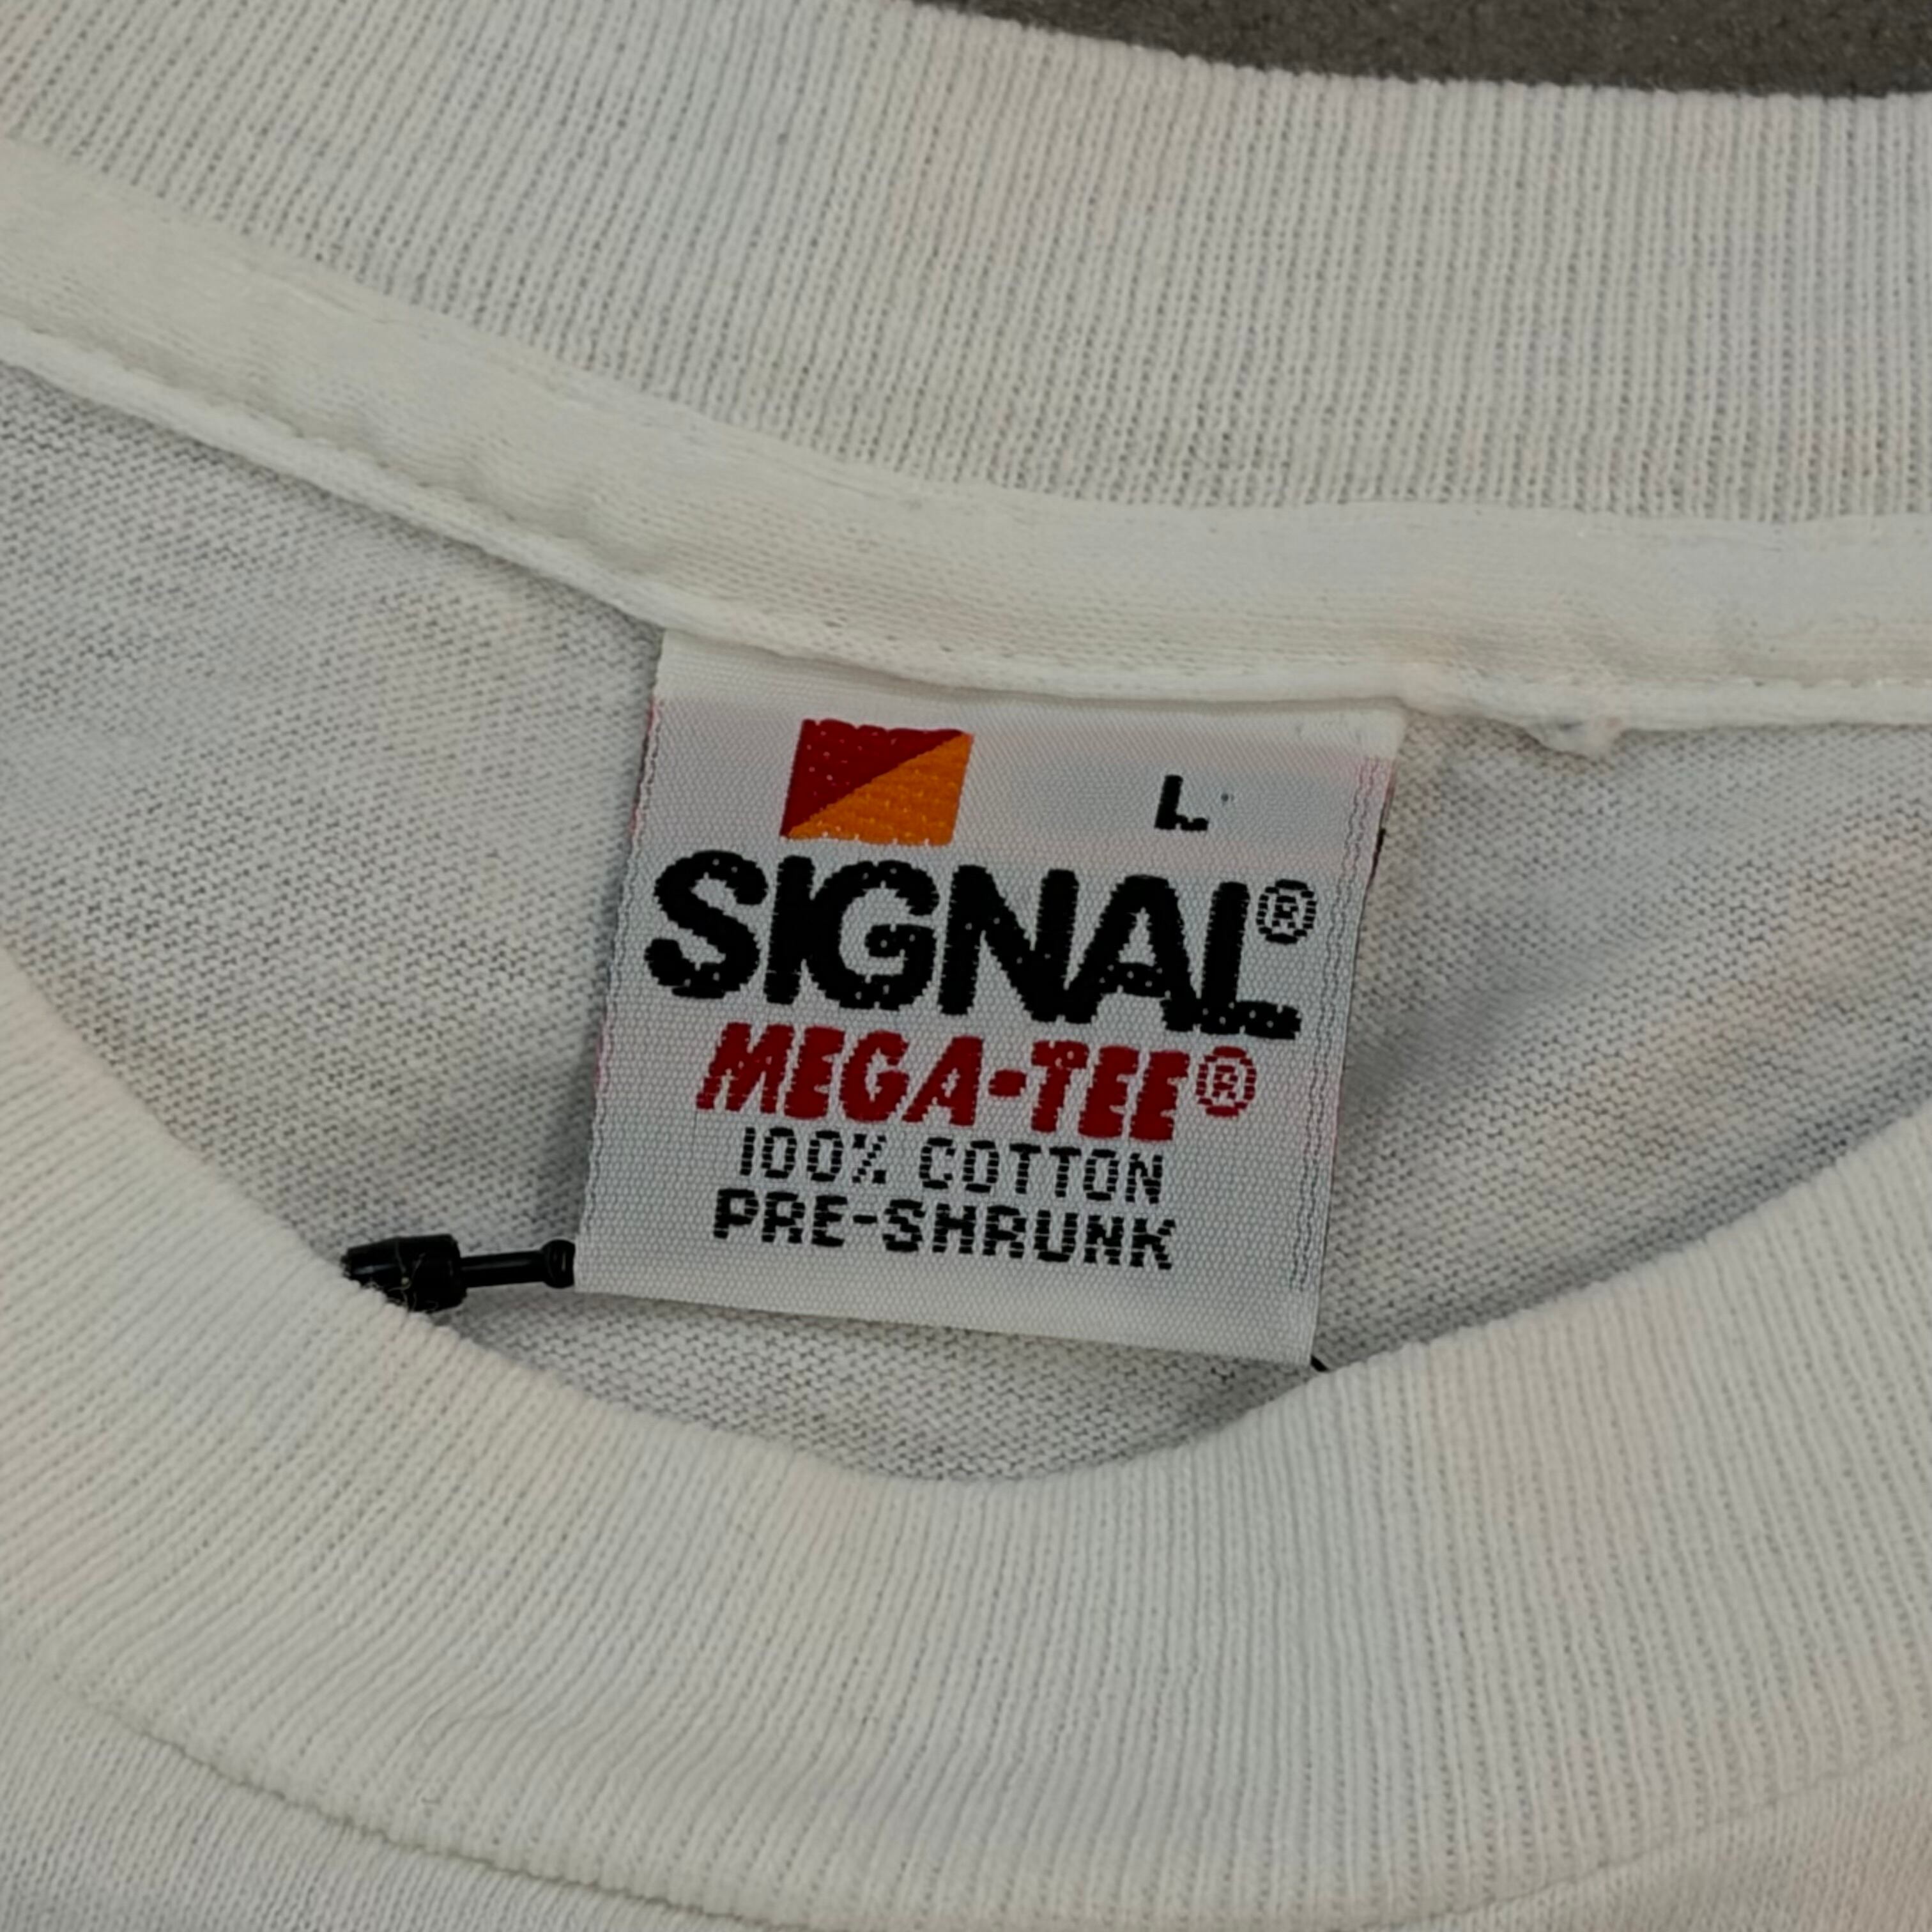 L
SIGNAL®
MEGA-TEE®
100% COTTON
PRE-SHRUNK